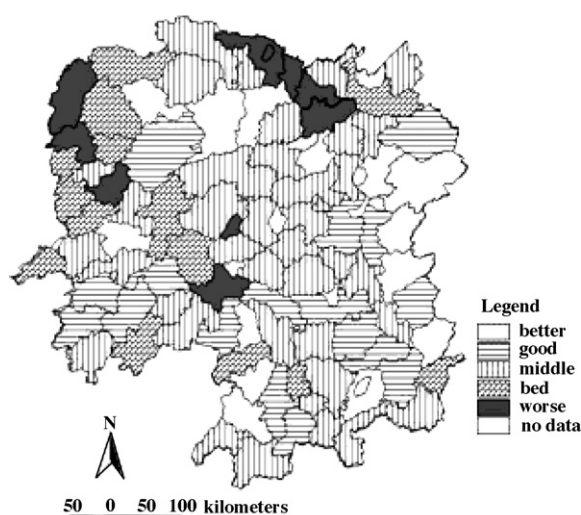 Legend
better
good
middle
bed
worse
no data
N
50 0 50 100 kilometers